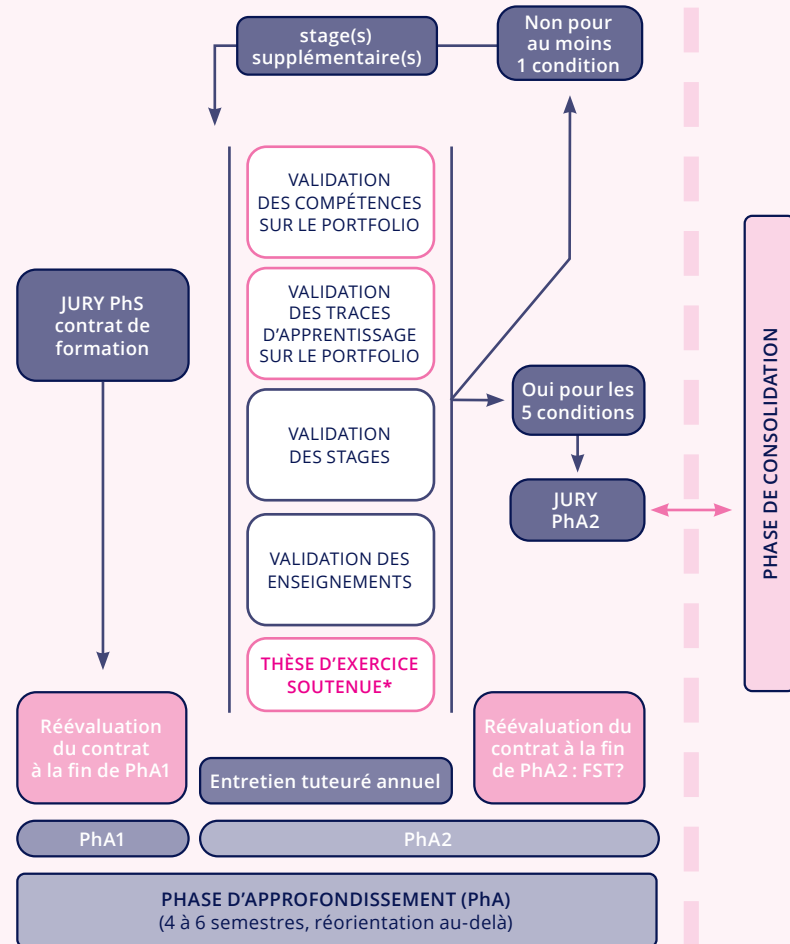 stage(s)
supplémentaire(s)
Non pour
au moins
1 condition
VALIDATION
DES COMPÉTENCES
SUR LE PORTFOLIO
JURY PhS
contrat de
formation
VALIDATION
DES TRACES
D'APPRENTISSAGE
SUR LE PORTFOLIO
VALIDATION
DES STAGES
Oui pour les
5 conditions
JURY
PhA2
VALIDATION DES
ENSEIGNEMENTS
THÈSE D'EXERCICE
SOUTENUE*
PHASE DE CONSOLIDATION
Réévaluation
du contrat
à la fin de PhA1
Entretien tuteuré annuel
Réévaluation du
contrat à la fin
de PhA2 : FST?
PhA1
PhA2
PHASE D'APPROFONDISSEMENT (PhA)
(4 à 6 semestres, réorientation au-delà)